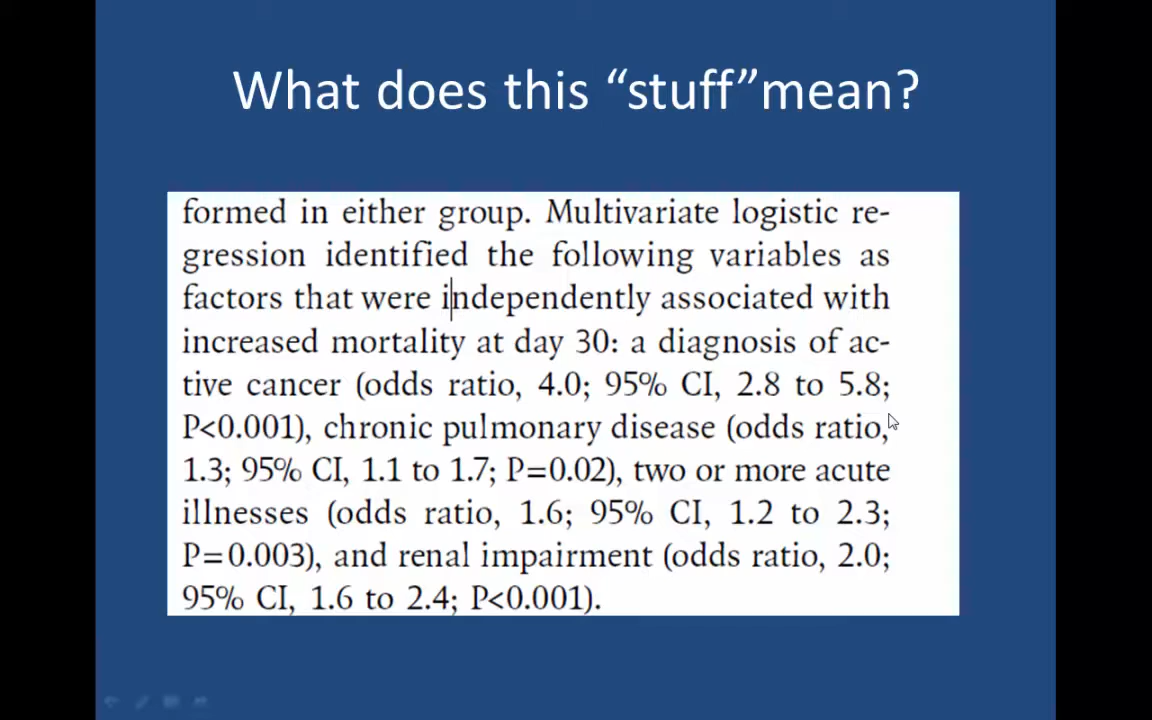 What does this “stuff”mean?
formed in either group. Multivariate logistic re-
gression identified the following variables as
factors that were independently associated with
increased mortality at day 30: a diagnosis of ac-
tive cancer (odds ratio, 4.0; 95% CI, 2.8 to 5.8;
P<0.001), chronic pulmonary disease (odds ratio,
1.3; 95% CI, 1.1 to 1.7; P=0.02), two or more acute
illnesses (odds ratio, 1.6; 95% CI, 1.2 to 2.3;
P=0.003), and renal impairment (odds ratio, 2.0;
95% CI, 1.6 to 2.4; P<0.001).